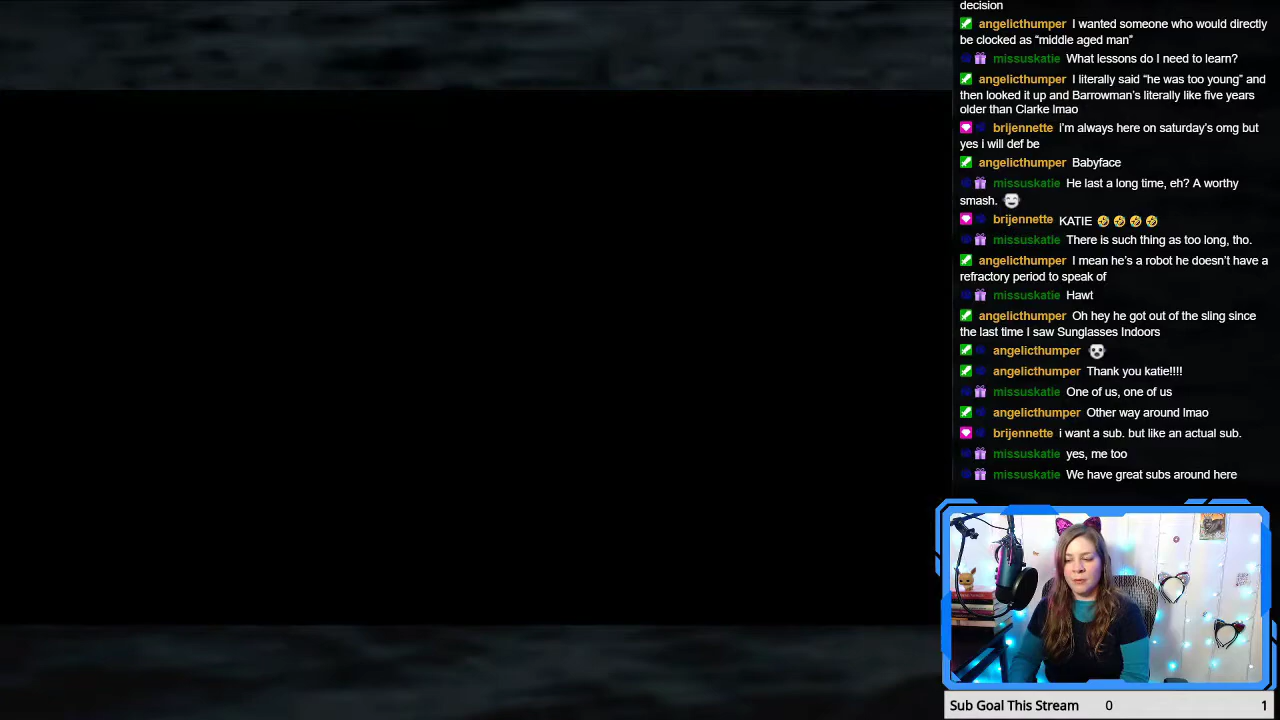 decision
angelicthumper I wanted someone who would directly
be clocked as “middle aged man”
missuskatie What lessons do I need to learn?
angelicthumper I literally said “he was too young” and
then looked it up and Barrowman’s literally like five years
older than Clarke lmao
brijennette i’m always here on saturday’s omg but
yes i will def be
angelicthumper Babyface
missuskatie He last a long time, eh? A worthy
smash.
brijennette KATIE 🤣🤣🤣🤣
missuskatie There is such thing as too long, tho.
angelicthumper I mean he’s a robot he doesn’t have a
refractory period to speak of
missuskatie Hawt
angelicthumper Oh hey he got out of the sling since
the last time I saw Sunglasses Indoors
angelicthumper
angelicthumper Thank you katie!!!!
missuskatie One of us, one of us
angelicthumper Other way around lmao
brijennette i want a sub. but like an actual sub.
missuskatie yes, me too
missuskatie We have great subs around here
Sub Goal This Stream 0 1